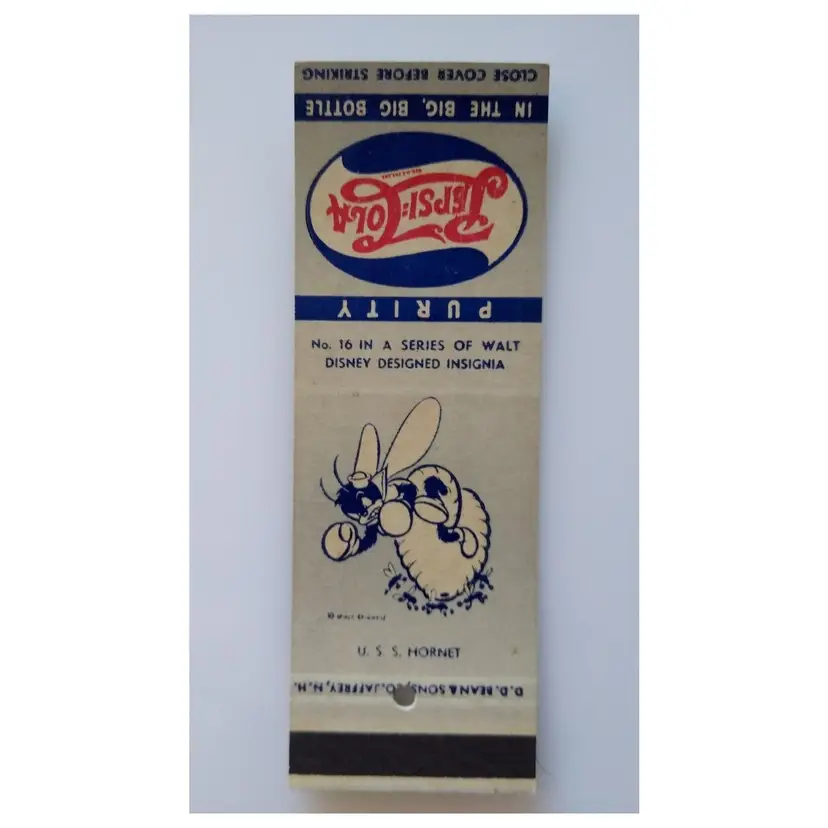 CLOSE COVER BEFORE STRIKING
IN THE BIG, BIG BOTTLE
PEPSI:COLA
PURITY
No. 16 IN A SERIES OF WALT
DISNEY DESIGNED INSIGNIA
U. S. S. HORNET
D.D. BEAN & SONS, CO. JAFFREY, N.H.